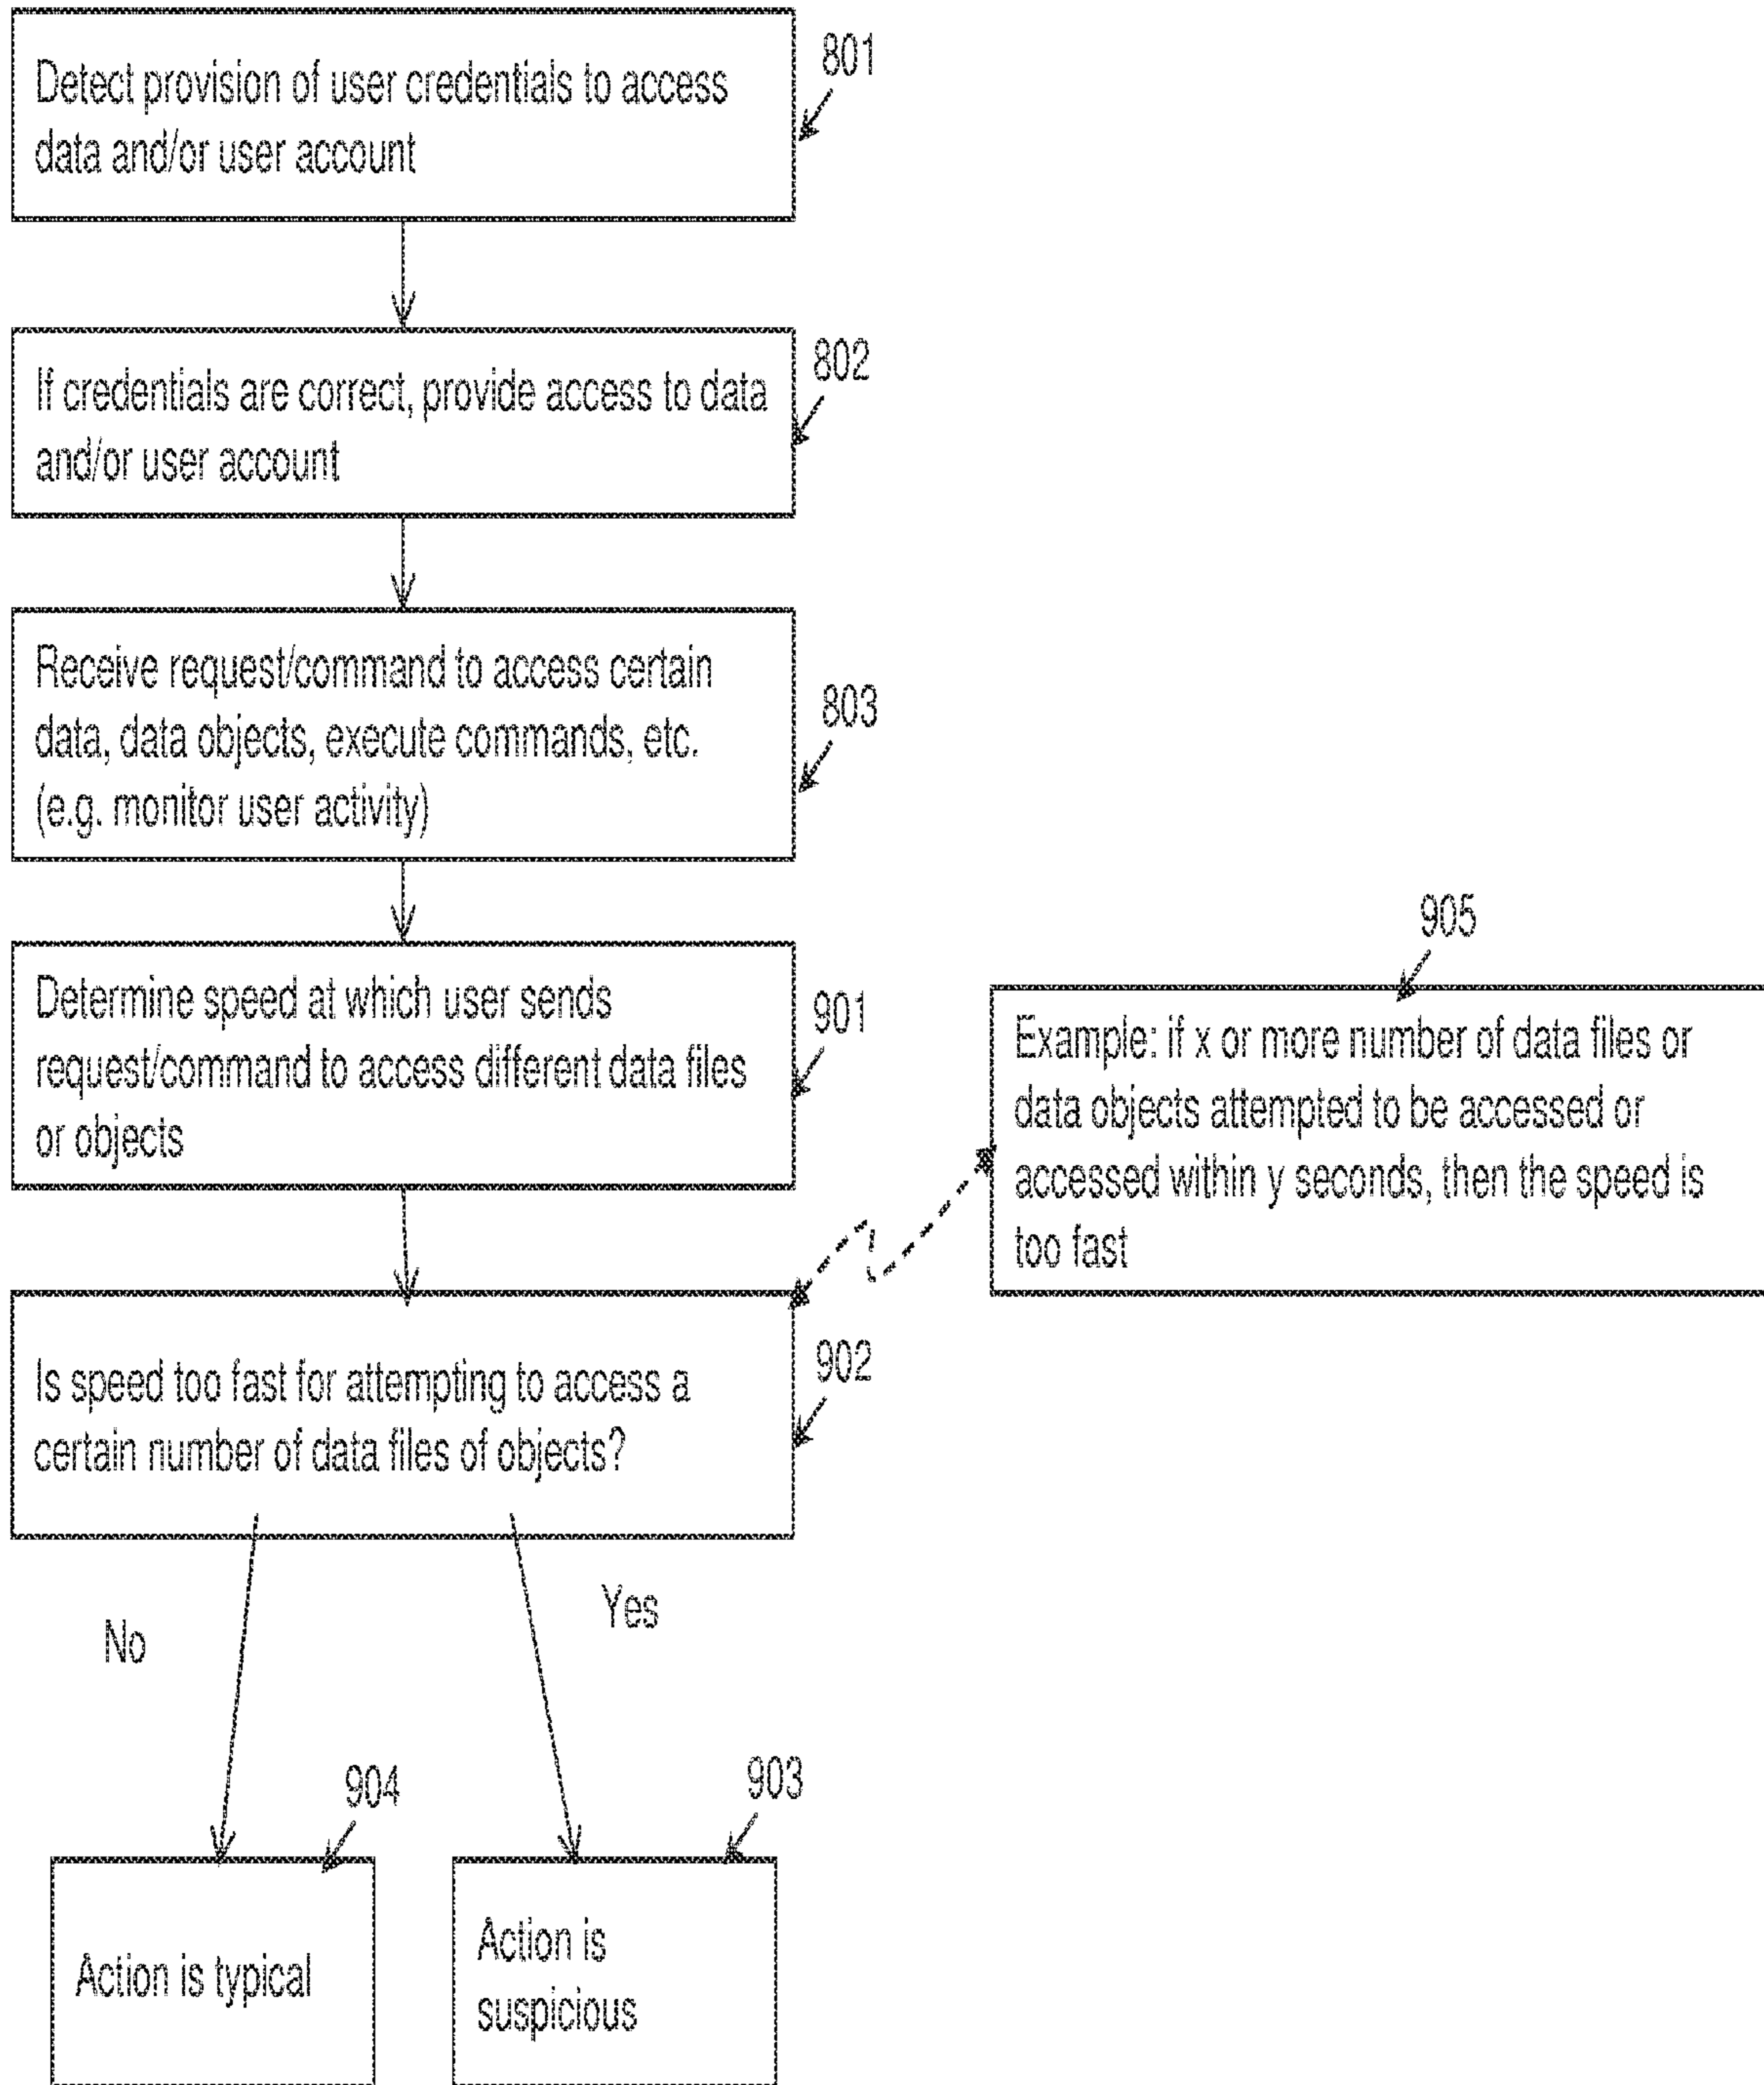 801
Detect provision of user credentials to access
data and/or user account
802
If credentials are correct, provide access to data
and/or user account
803
Receive request/command to access certain
data, data objects, execute commands, etc.
(e.g. monitor user activity)
901
Determine speed at which user sends
request/command to access different data files
or objects
905
Example: if x or more number of data files or
data objects attempted to be accessed or
accessed within y seconds, then the speed is
too fast
902
Is speed too fast for attempting to access a
certain number of data files of objects?
No
Yes
904
Action is typical
903
Action is
suspicious